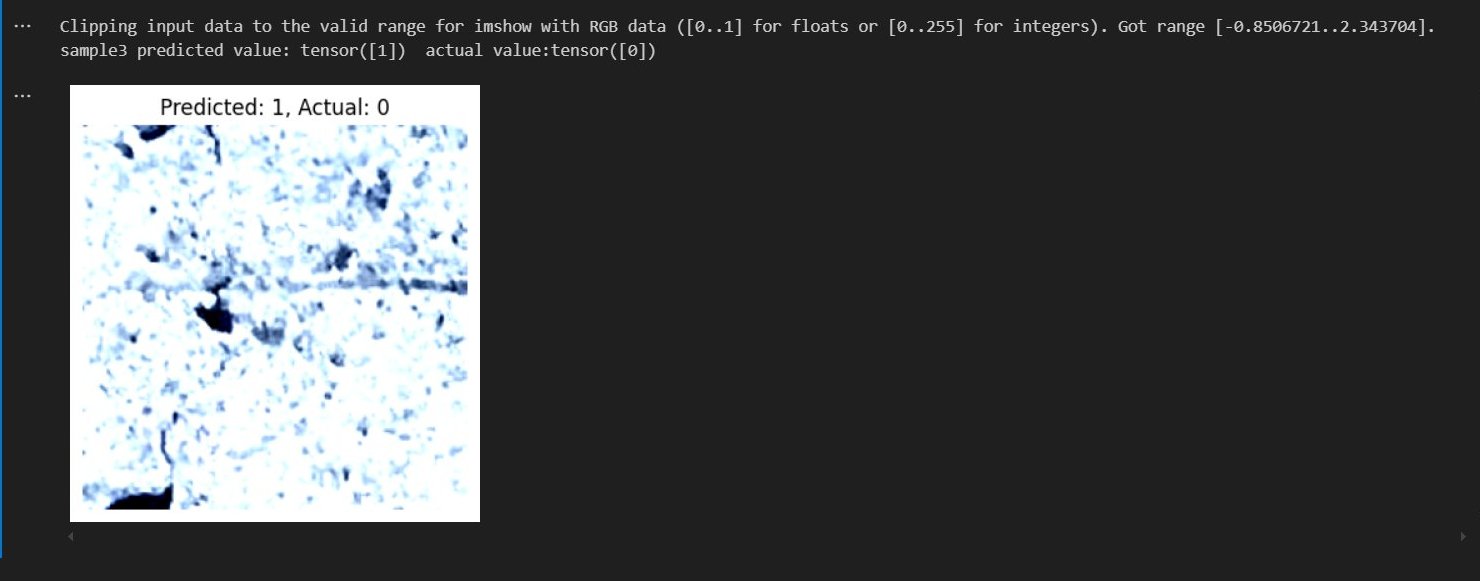 Clipping input data to the valid range for imshow with RGB data ([0..1] for floats or [0..255] for integers). Got range [-0.8506721..2.343704].
sample3 predicted value: tensor([1])  actual value:tensor([0])
Predicted: 1, Actual: 0